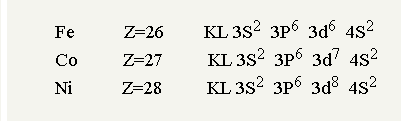 Fe Z=26 KL 3S² 3P⁶ 3d⁶ 4S²
Co Z=27 KL 3S² 3P⁶ 3d⁷ 4S²
Ni Z=28 KL 3S² 3P⁶ 3d⁸ 4S²